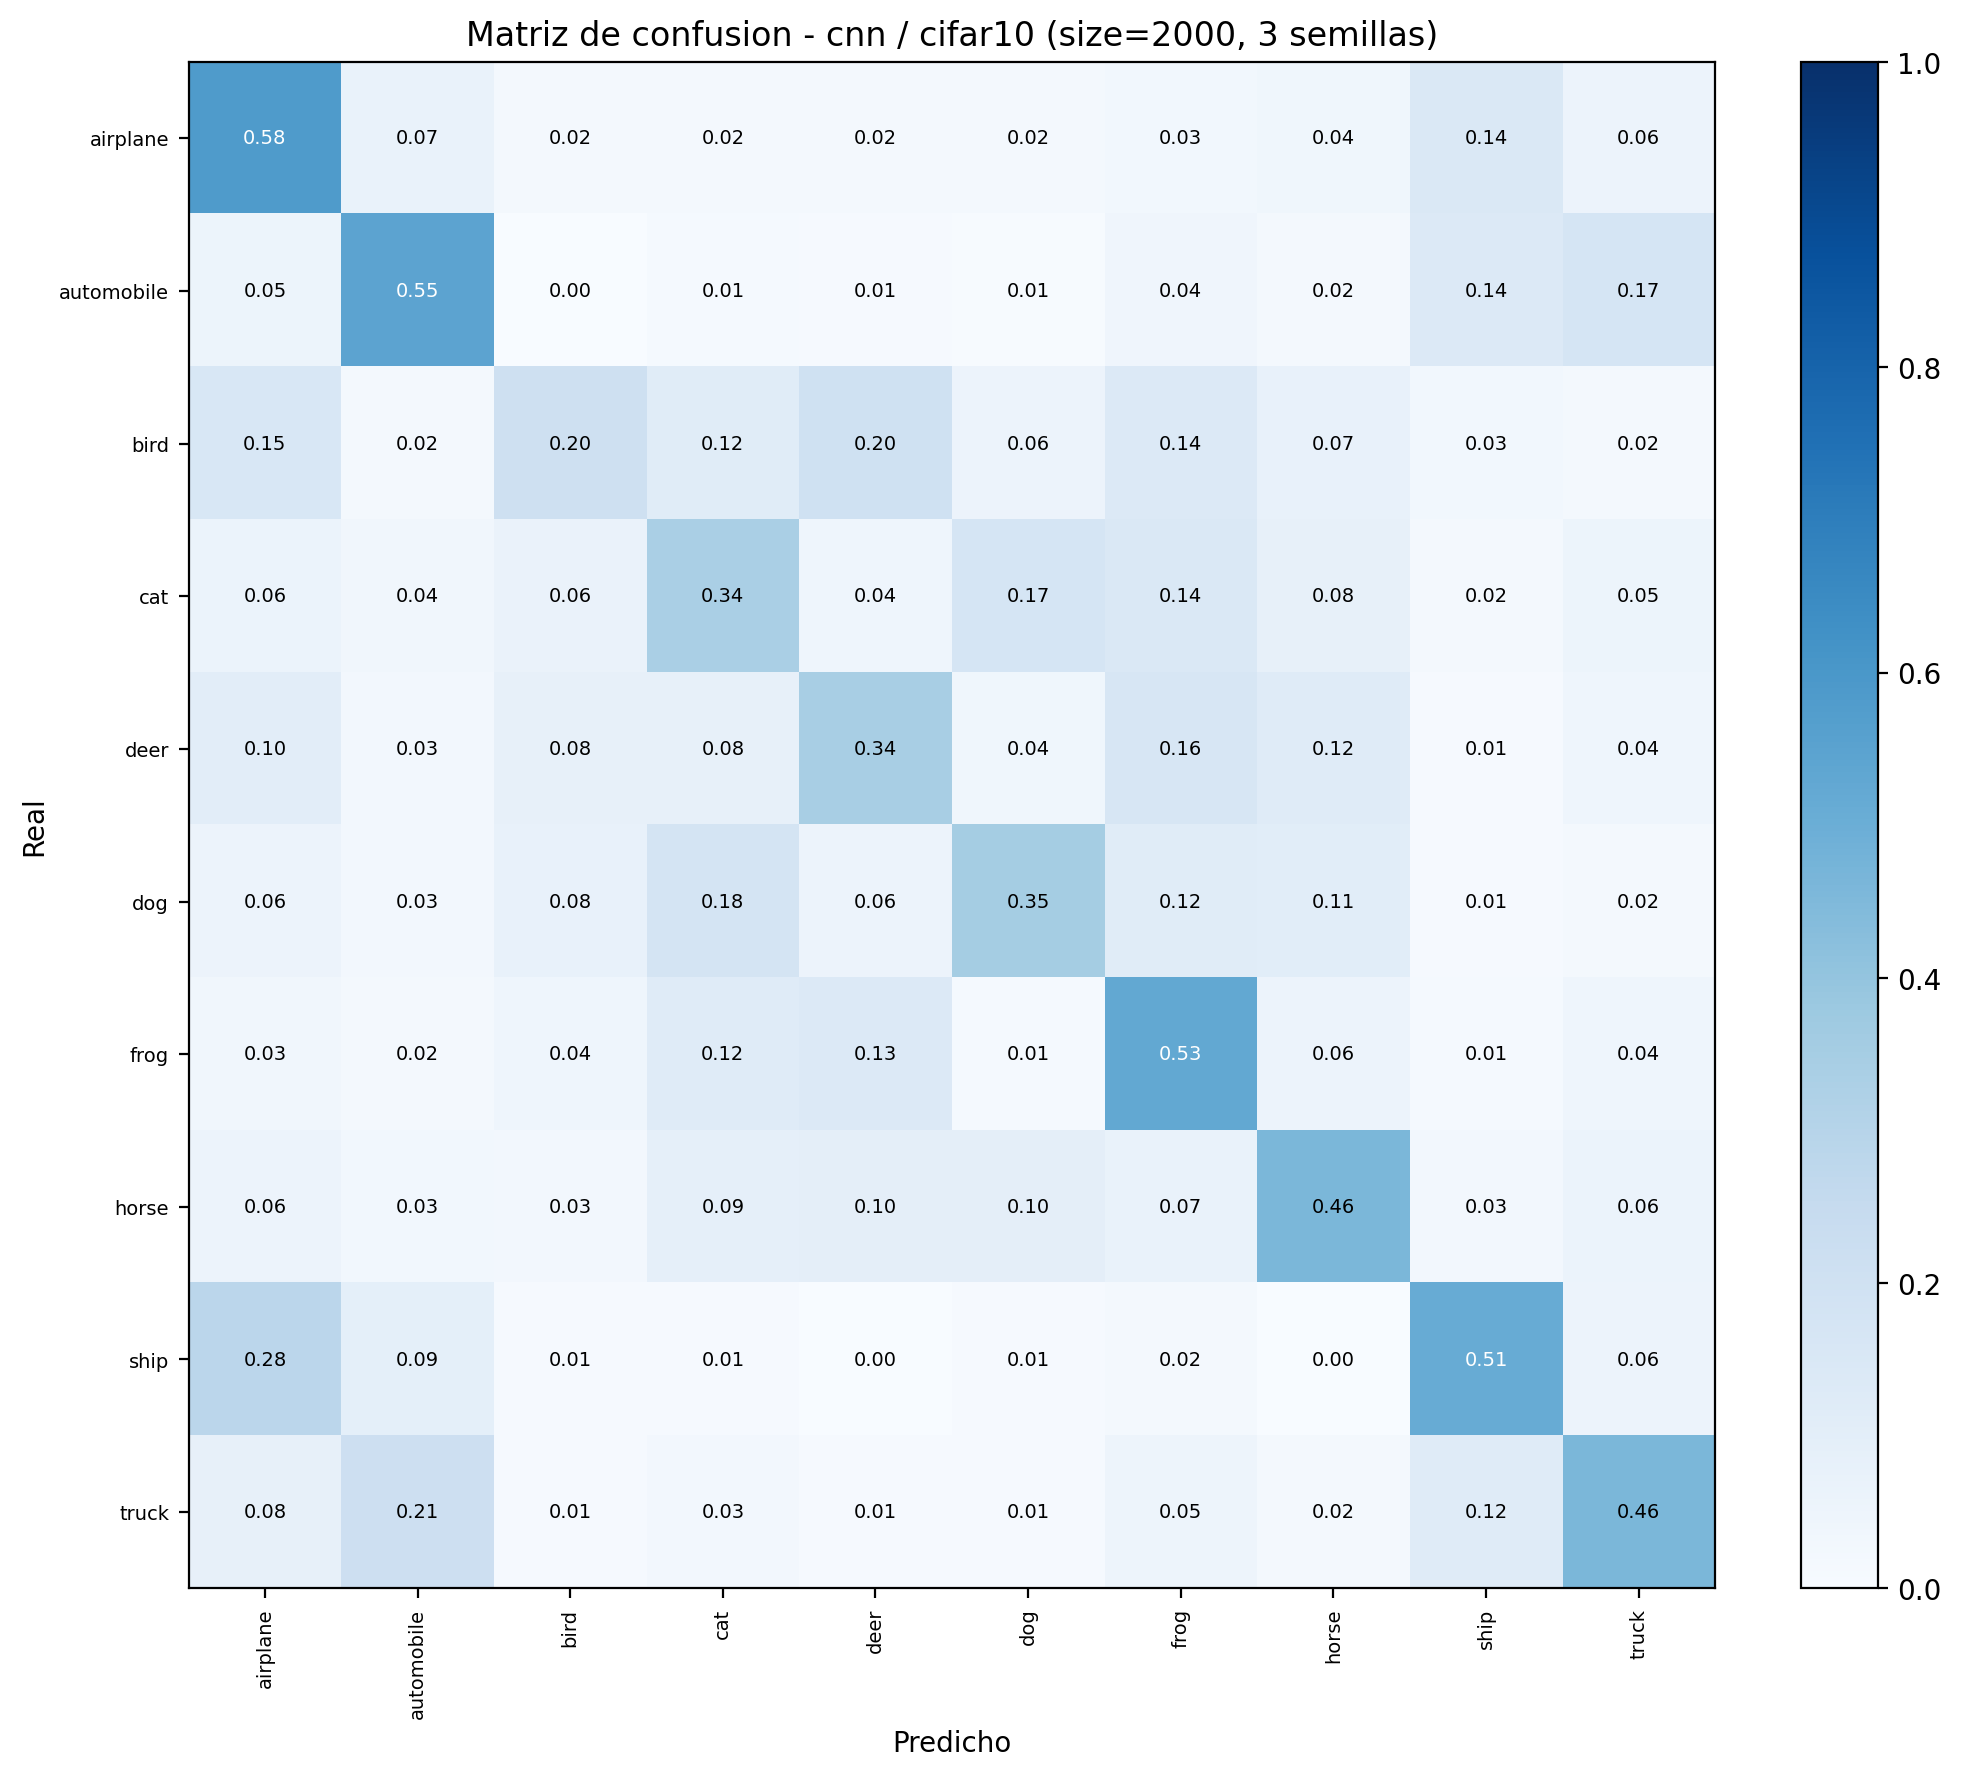 Matriz de confusion - cnn / cifar10 (size=2000, 3 semillas)
airplane 0.58 0.07 0.02 0.02 0.02 0.02 0.03 0.04 0.14 0.06
automobile 0.05 0.55 0.00 0.01 0.01 0.01 0.04 0.02 0.14 0.17
bird 0.15 0.02 0.20 0.12 0.20 0.06 0.14 0.07 0.03 0.02
cat 0.06 0.04 0.06 0.34 0.04 0.17 0.14 0.08 0.02 0.05
deer 0.10 0.03 0.08 0.08 0.34 0.04 0.16 0.12 0.01 0.04
dog 0.06 0.03 0.08 0.18 0.06 0.35 0.12 0.11 0.01 0.02
frog 0.03 0.02 0.04 0.12 0.13 0.01 0.53 0.06 0.01 0.04
horse 0.06 0.03 0.03 0.09 0.10 0.10 0.07 0.46 0.03 0.06
ship 0.28 0.09 0.01 0.01 0.00 0.01 0.02 0.00 0.51 0.06
truck 0.08 0.21 0.01 0.03 0.01 0.01 0.05 0.02 0.12 0.46
airplane automobile bird cat deer dog frog horse ship truck
Predicho
Real
1.0
0.8
0.6
0.4
0.2
0.0